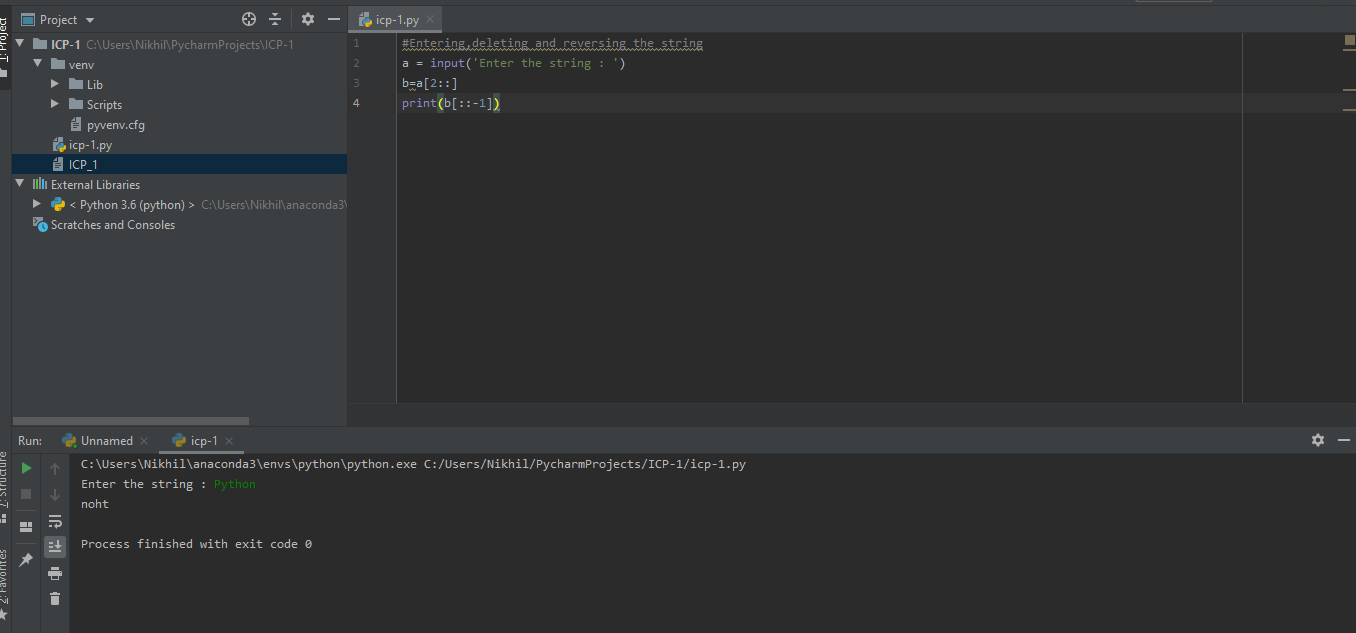 1: Project
Project
ICP-1 C:\Users\Nikhil\PycharmProjects\ICP-1
venv
Lib
Scripts
pyvenv.cfg
icp-1.py
ICP_1
External Libraries
< Python 3.6 (python) > C:\Users\Nikhil\anaconda3\
Scratches and Consoles
icp-1.py
1 #Entering,deleting and reversing the string
2 a = input('Enter the string : ')
3 b=a[2::]
4 print(b[::-1])
Run: Unnamed icp-1
7: Structure
2: Favorites
C:\Users\Nikhil\anaconda3\envs\python\python.exe C:/Users/Nikhil/PycharmProjects/ICP-1/icp-1.py
Enter the string : Python
noht
Process finished with exit code 0